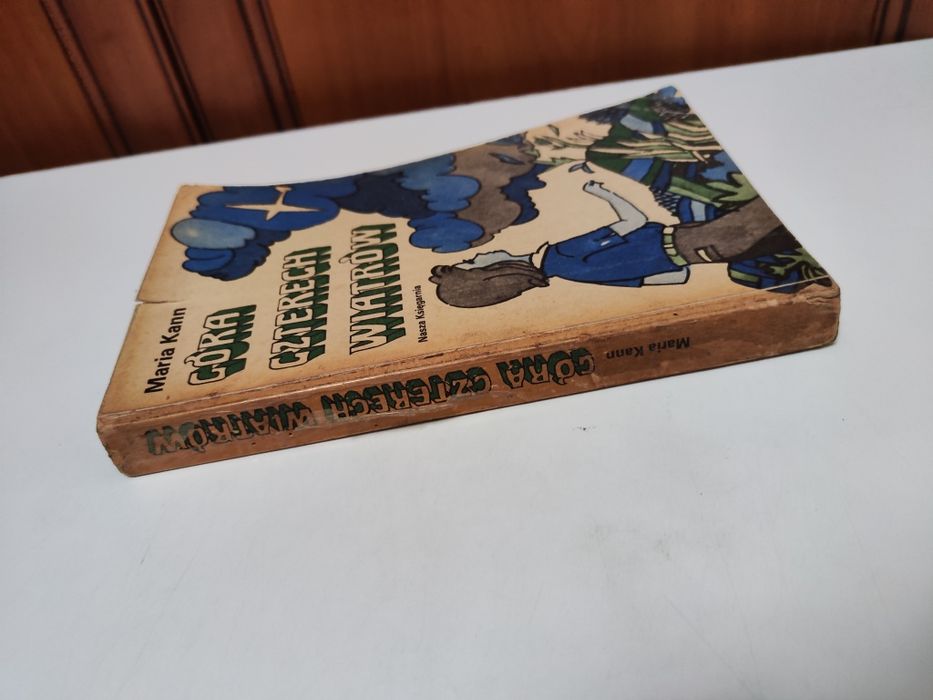 Maria Kann
GÓRA
CZTERECH
WIATRÓW
Nasza Księgarnia
Maria Kann
GÓRA CZTERECH WIATRÓW